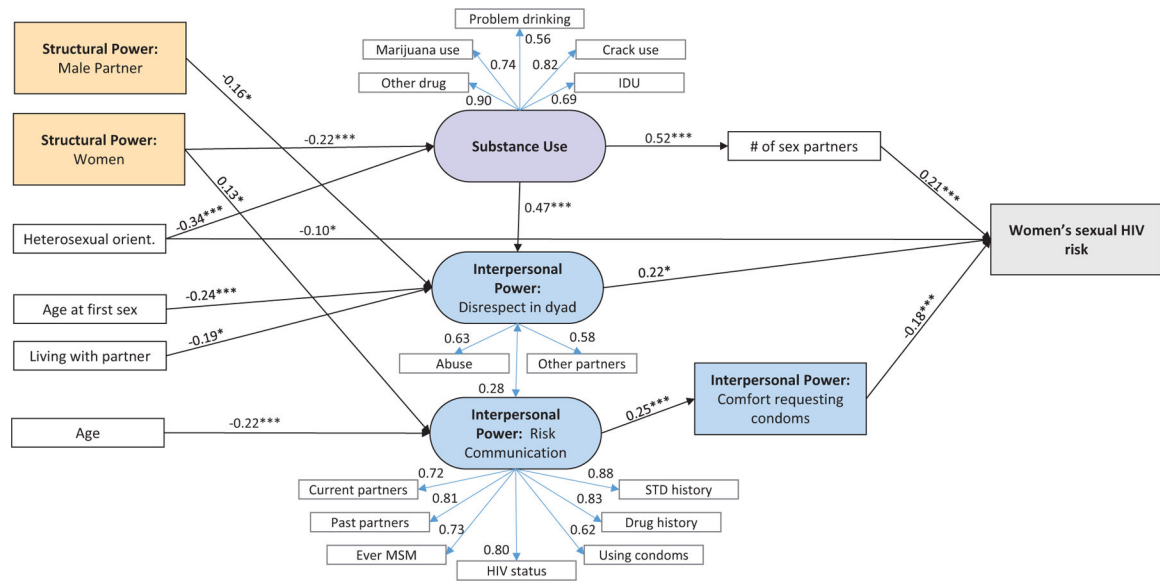 Problem drinking
0.56
Marijuana use
Crack use
0.74
0.82
Other drug
IDU
0.90
0.69
Structural Power:
Male Partner
-0.16*
Structural Power:
Women
-0.22***
Substance Use
0.52***
# of sex partners
0.13*
0.21***
-0.34***
0.47***
Heterosexual orient.
-0.10*
Women's sexual HIV
risk
Interpersonal
Power:
Disrespect in dyad
0.22*
Age at first sex
-0.24***
-0.18***
Living with partner
-0.19*
0.63
0.58
Abuse
Other partners
0.28
Interpersonal Power:
Comfort requesting
condoms
Age
-0.22***
Interpersonal
Power: Risk
Communication
0.25***
0.72
0.88
Current partners
STD history
0.81
0.83
Past partners
Drug history
0.73
0.62
Ever MSM
Using condoms
0.80
HIV status